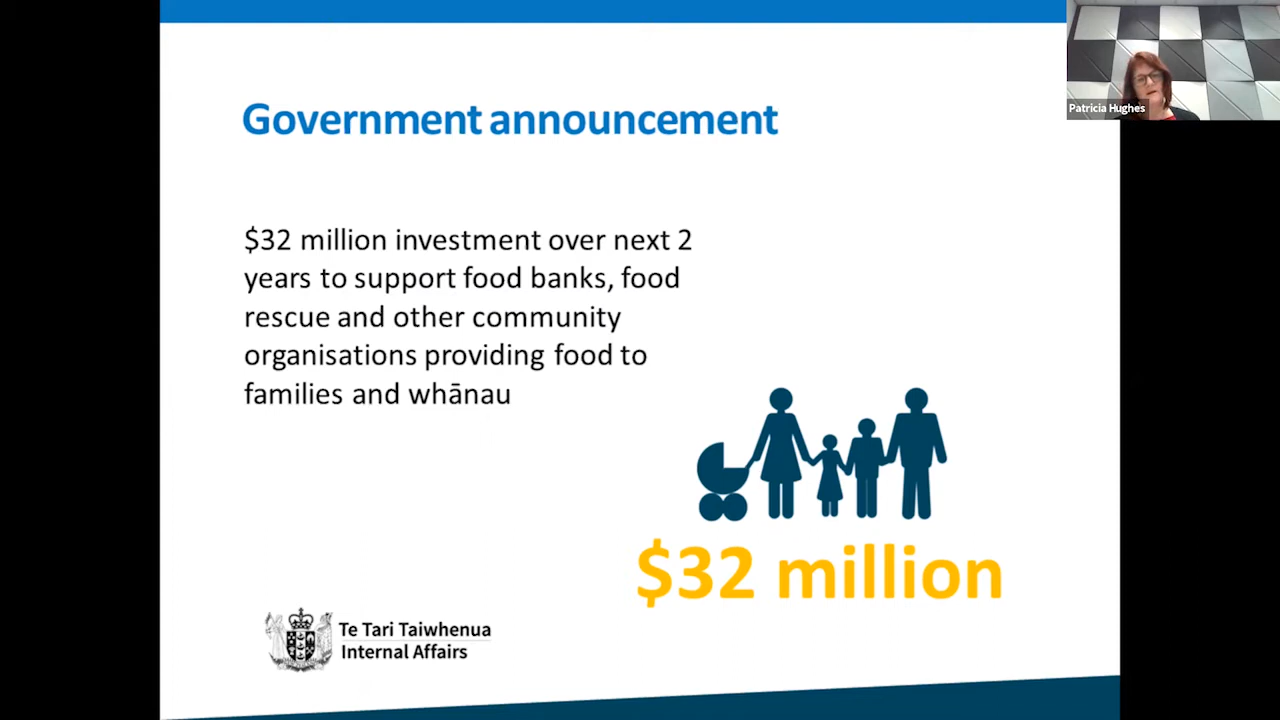 Government announcement
$32 million investment over next 2
years to support food banks, food
rescue and other community
organisations providing food to
families and whānau
$32 million
Te Tari Taiwhenua
Internal Affairs
Patricia Hughes